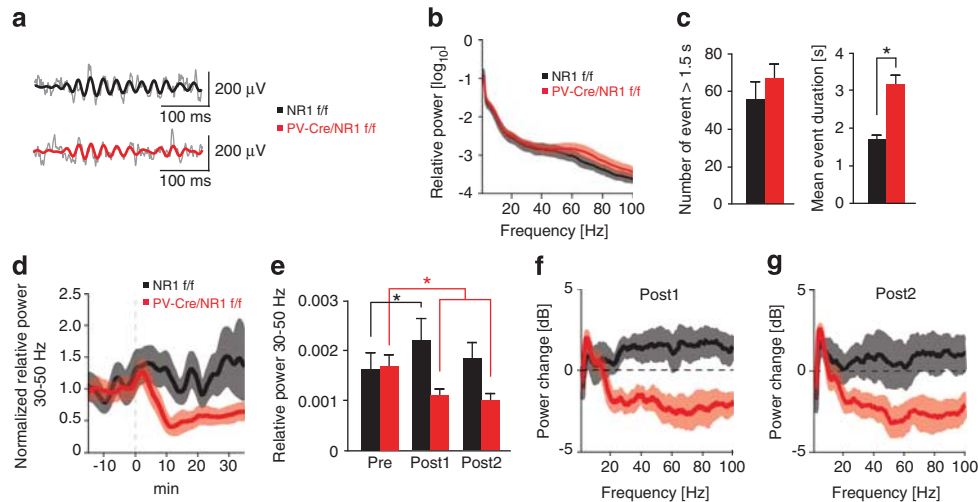 a
200 µV
100 ms
200 µV
100 ms
NR1 f/f
PV-Cre/NR1 f/f
b
Relative power [log10]
-0
-1
-2
-3
-4
20 40 60 80 100
Frequency [Hz]
NR1 f/f
PV-Cre/NR1 f/f
c
Number of event > 1.5 s
80
60
40
20
0
Mean event duration [s]
4
3
2
1
0
*
d
NR1 f/f
PV-Cre/NR1 f/f
Normalized relative power
30-50 Hz
2.5
2.0
1.5
1.0
0.5
0
-10 0 10 20 30
min
e
Relative power 30-50 Hz
0.003
0.002
0.001
0
*
*
Pre Post1 Post2
f
Post1
Power change [dB]
5
0
-5
20 40 60 80 100
Frequency [Hz]
g
Post2
Power change [dB]
5
0
-5
20 40 60 80 100
Frequency [Hz]